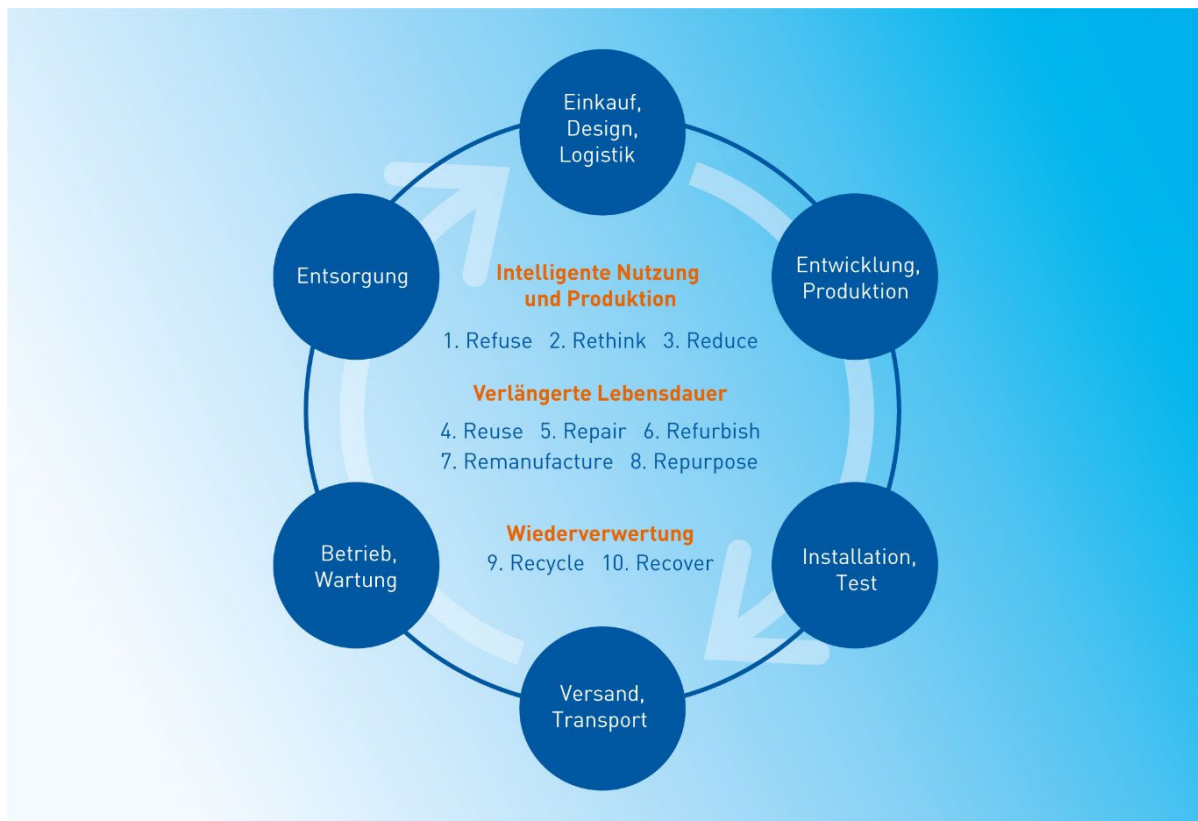 Einkauf,
Design,
Logistik
Entwicklung,
Produktion
Installation,
Test
Versand,
Transport
Betrieb,
Wartung
Entsorgung
Intelligente Nutzung
und Produktion
1. Refuse 2. Rethink 3. Reduce
Verlängerte Lebensdauer
4. Reuse 5. Repair 6. Refurbish
7. Remanufacture 8. Repurpose
Wiederverwertung
9. Recycle 10. Recover